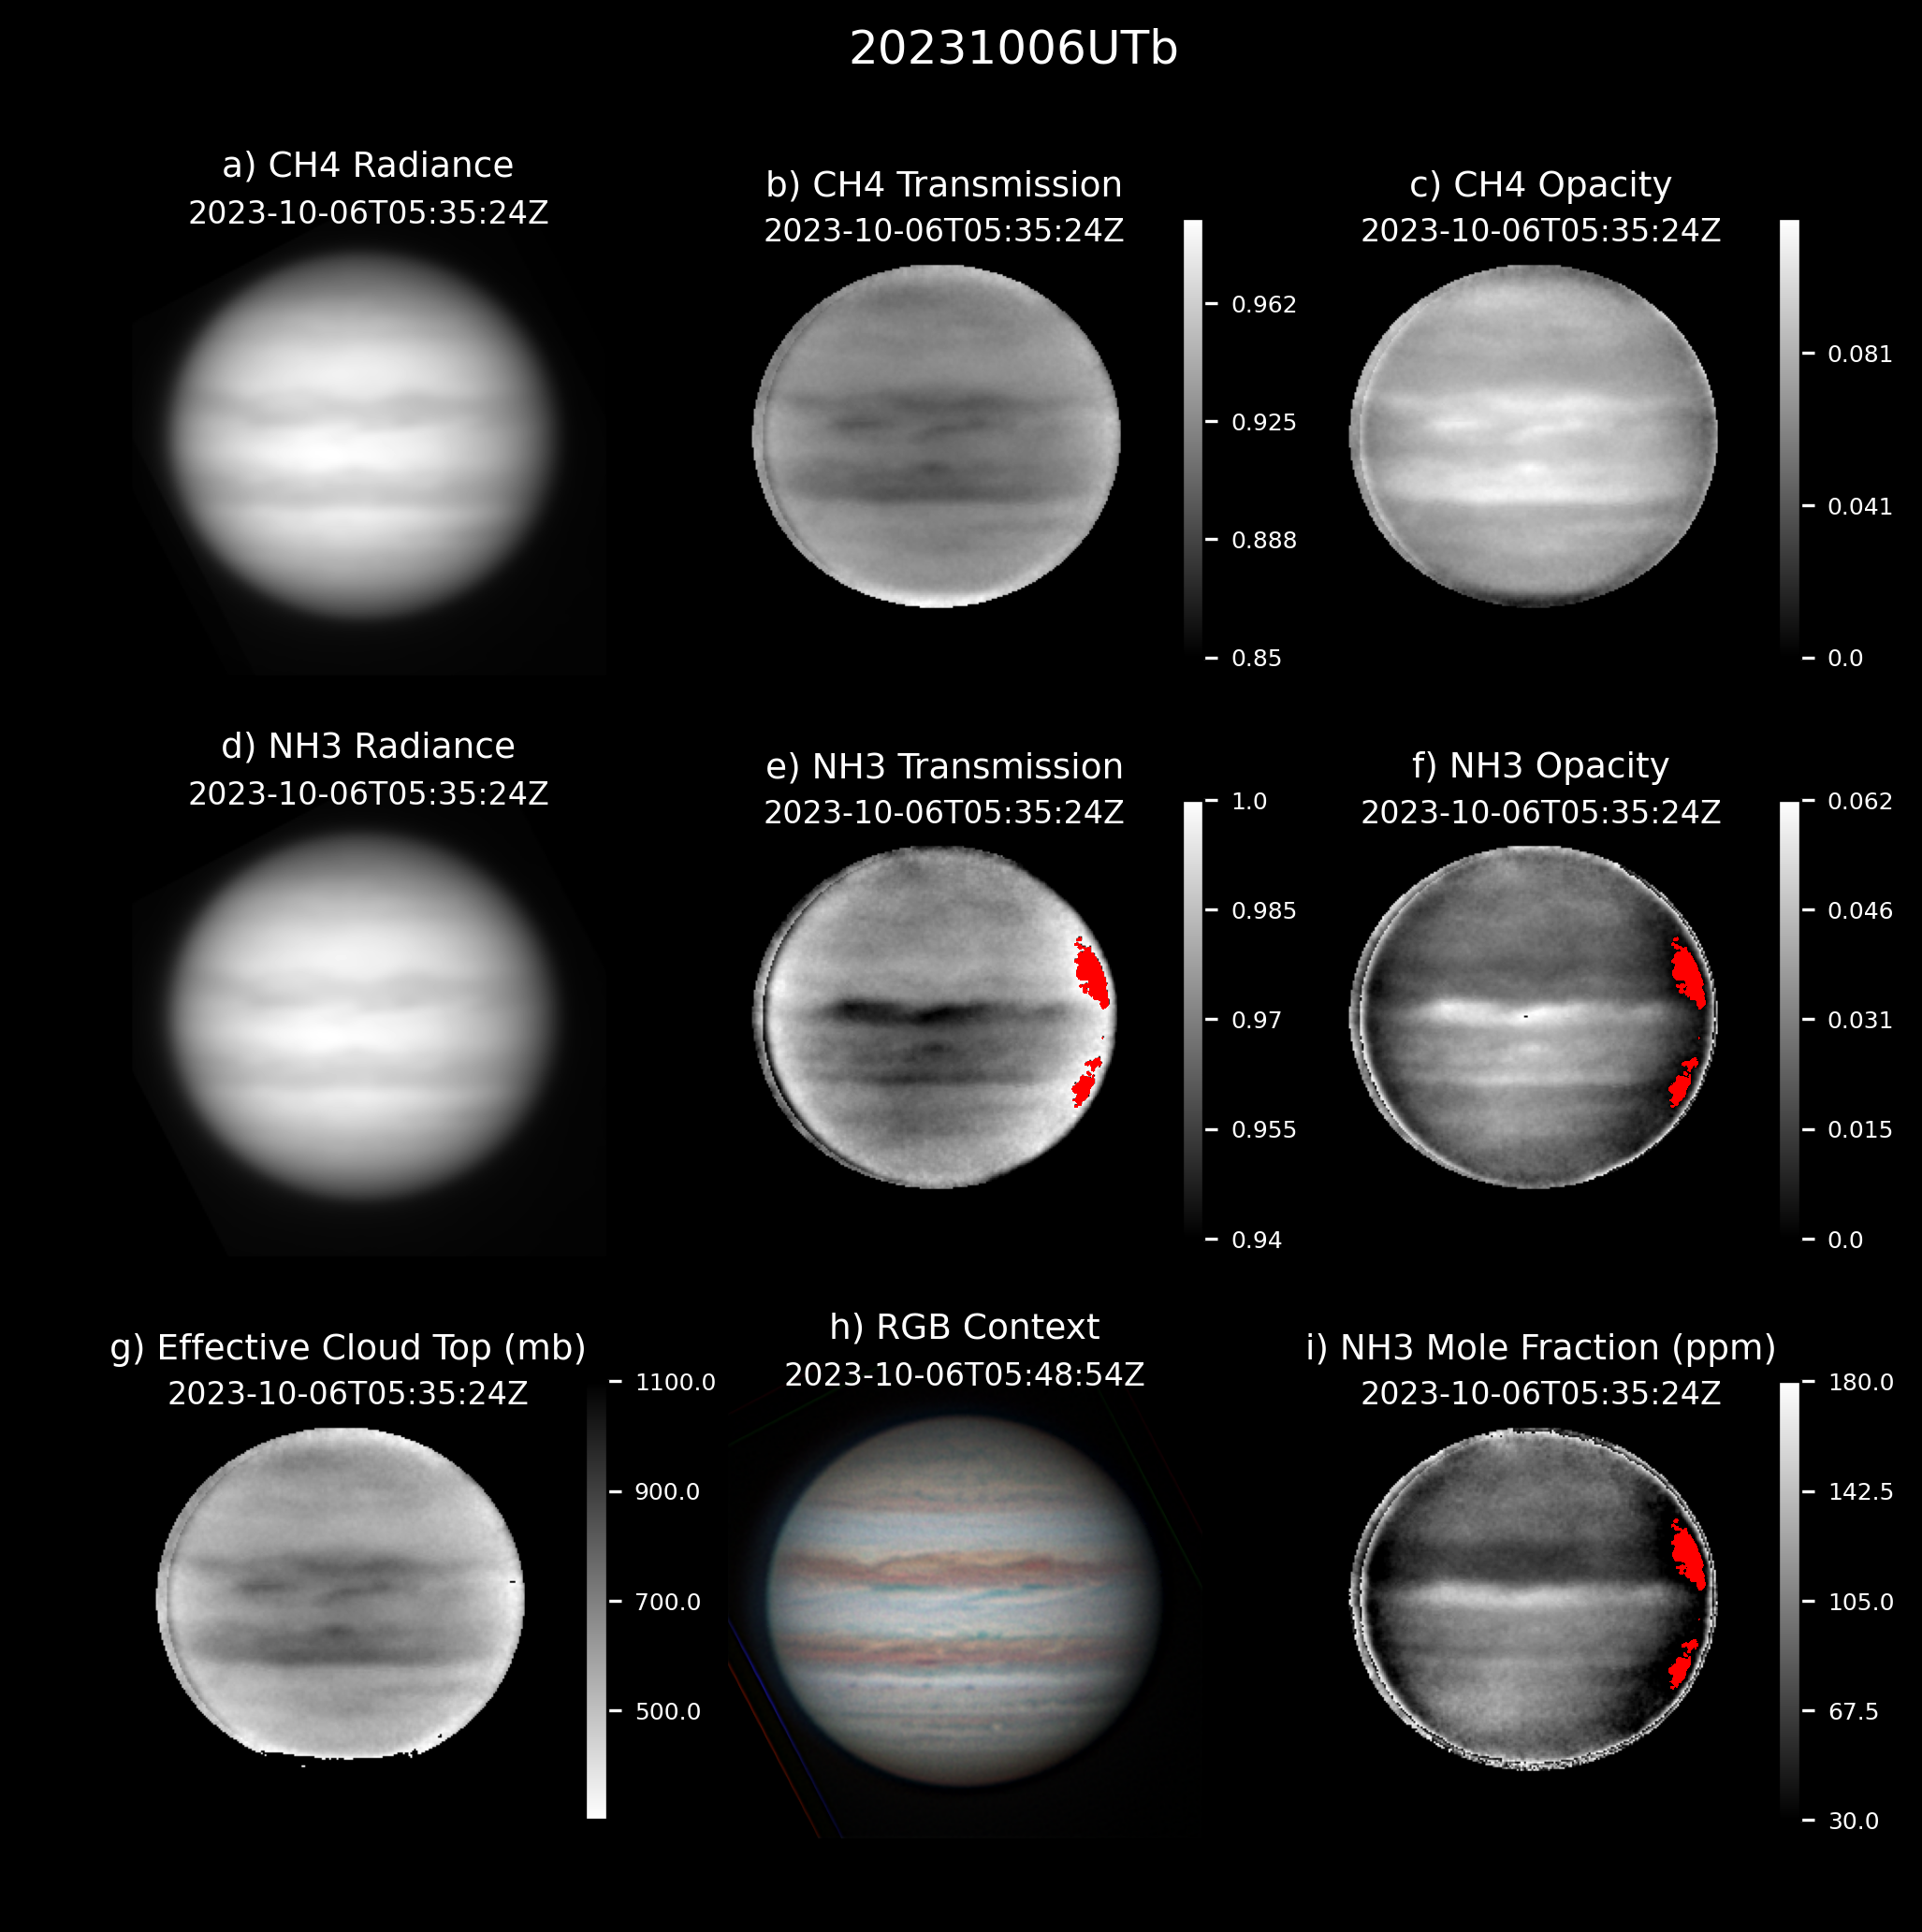 20231006UTb
a) CH4 Radiance
2023-10-06T05:35:24Z
b) CH4 Transmission
2023-10-06T05:35:24Z
0.962
0.925
0.888
0.85
c) CH4 Opacity
2023-10-06T05:35:24Z
0.081
0.041
0.0
d) NH3 Radiance
2023-10-06T05:35:24Z
e) NH3 Transmission
2023-10-06T05:35:24Z
1.0
0.985
0.97
0.955
0.94
f) NH3 Opacity
2023-10-06T05:35:24Z
0.062
0.046
0.031
0.015
0.0
g) Effective Cloud Top (mb)
2023-10-06T05:35:24Z
1100.0
900.0
700.0
500.0
h) RGB Context
2023-10-06T05:48:54Z
i) NH3 Mole Fraction (ppm)
2023-10-06T05:35:24Z
180.0
142.5
105.0
67.5
30.0